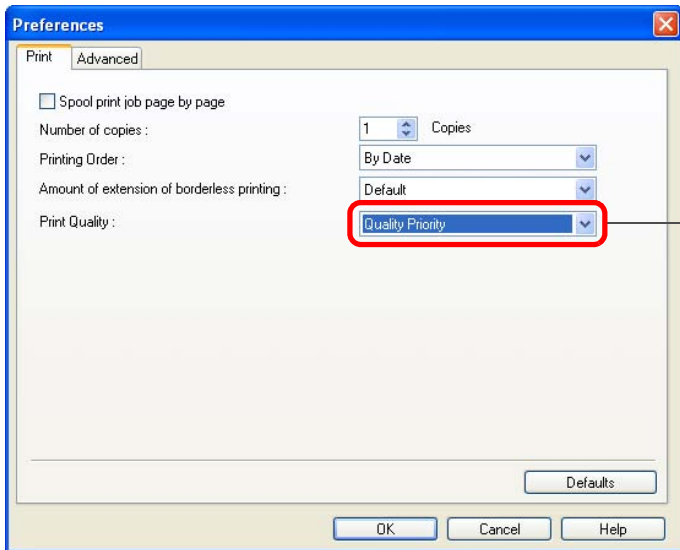 Preferences
Print Advanced
Spool print job page by page
Number of copies : 1 Copies
Printing Order : By Date
Amount of extension of borderless printing : Default
Print Quality : Quality Priority
Defaults
OK Cancel Help